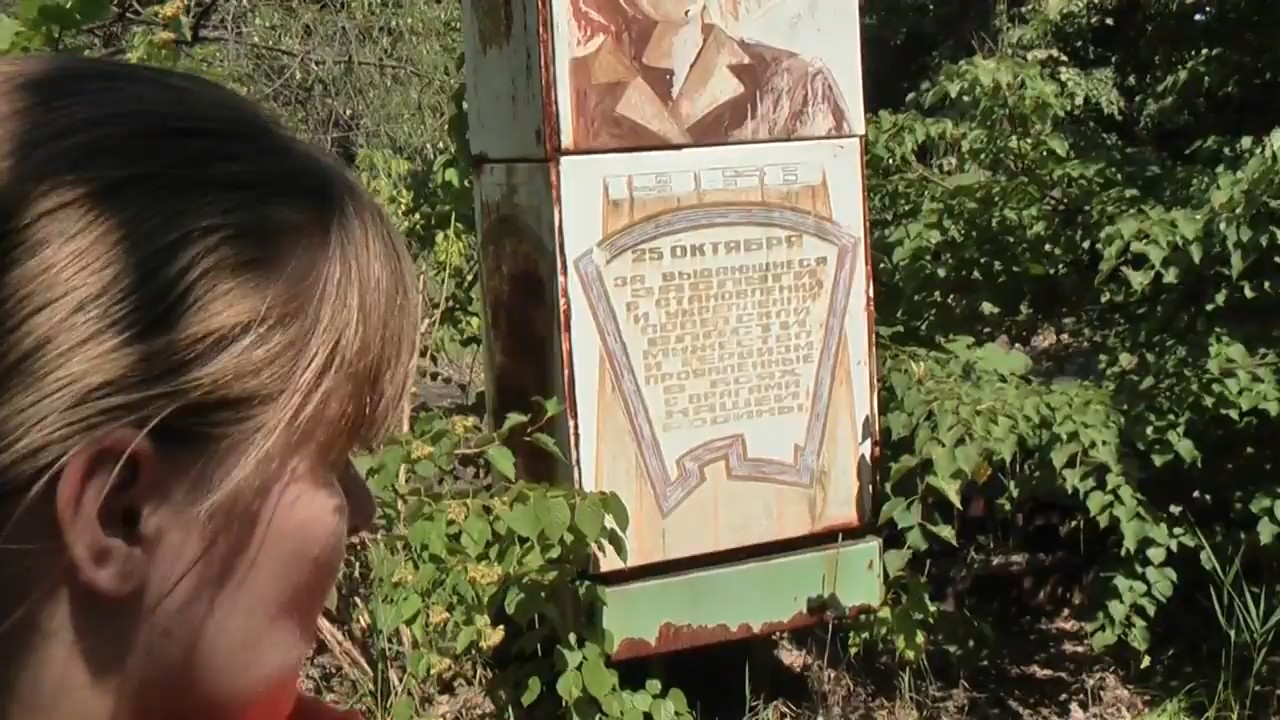 25 ОКТЯБРЯ
ЗА ВЫДАЮЩИЕСЯ
ЗАСЛУГИ
В СТАНОВЛЕНИИ
И УКРЕПЛЕНИИ
СОВЕТСКОЙ
ВЛАСТИ
МУЖЕСТВО
И ГЕРОИЗМ
ПРОЯВЛЕННЫЕ
В БОЯХ
С ВРАГАМИ
НАШЕЙ
РОДИНЫ